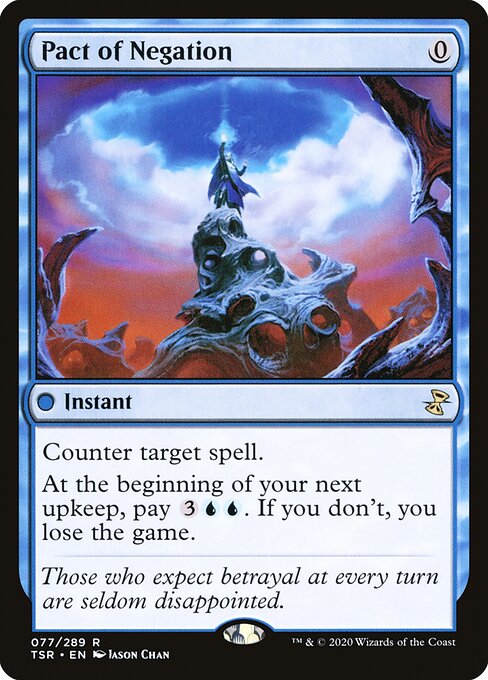 Pact of Negation 0
Instant
Counter target spell.
At the beginning of your next
upkeep, pay 3. If you don't, you
lose the game.
Those who expect betrayal at every turn
are seldom disappointed.
077/289 R
TSR • EN Jason Chan
™ & © 2020 Wizards of the Coast